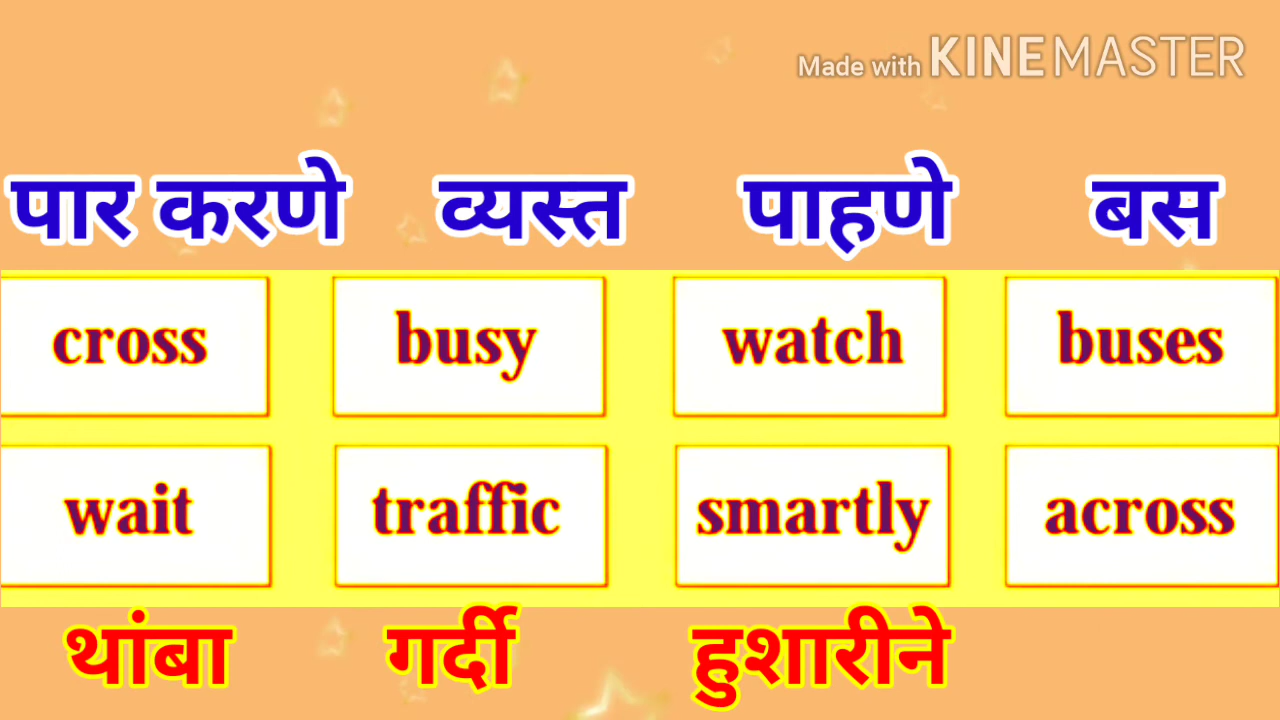 Made with KINEMASTER
पार करणे व्यस्त पाहणे बस
cross busy watch buses
wait traffic smartly across
थांबा गर्दी हुशारीने